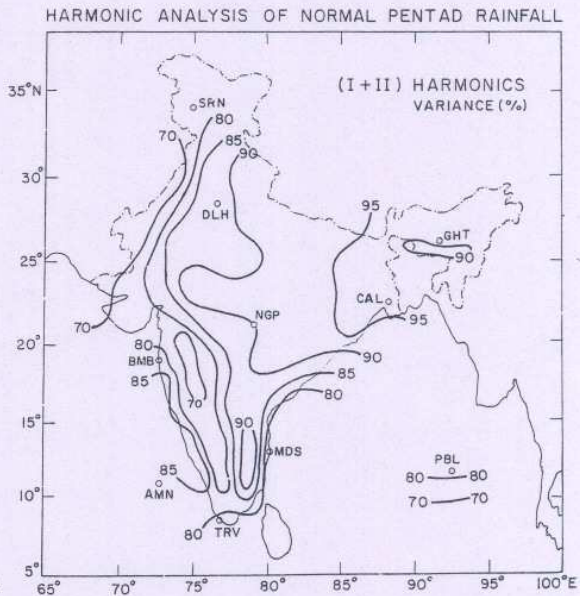 HARMONIC ANALYSIS OF NORMAL PENTAD RAINFALL
(I+II) HARMONICS
VARIANCE (%)
35°N
30°
25°
20°
15°
10°
5°
SRN
80
70
85
90
DLH
95
GHT
90
CAL
95
70
NGP
80
BMB
85
90
85
80
70
90
MDS
85
AMN
PBL
80 80
70 70
80
TRV
65° 70° 75° 80° 85° 90° 95° 100°E